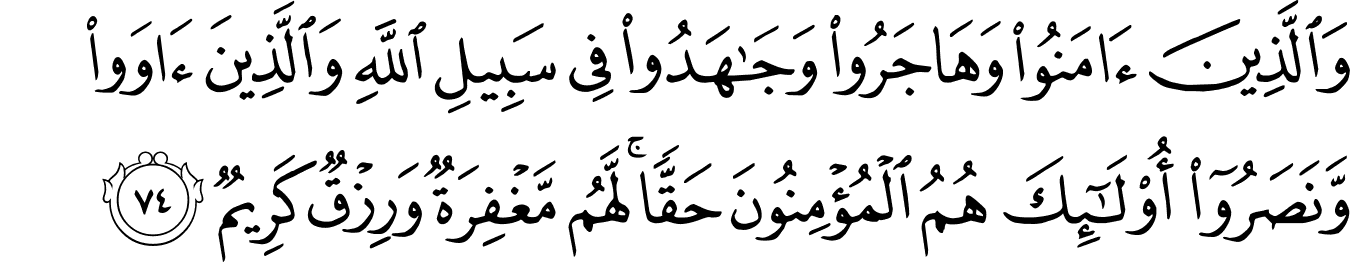 وَٱلَّذِينَ ءَامَنُوا۟ وَهَاجَرُوا۟ وَجَـٰهَدُوا۟ فِى سَبِيلِ ٱللَّهِ وَٱلَّذِينَ ءَاوَوا۟
وَّنَصَرُوٓا۟ أُو۟لَـٰٓئِكَ هُمُ ٱلْمُؤْمِنُونَ حَقًّا ۚ لَّهُم مَّغْفِرَةٌ وَرِزْقٌ كَرِيمٌ ٧٤